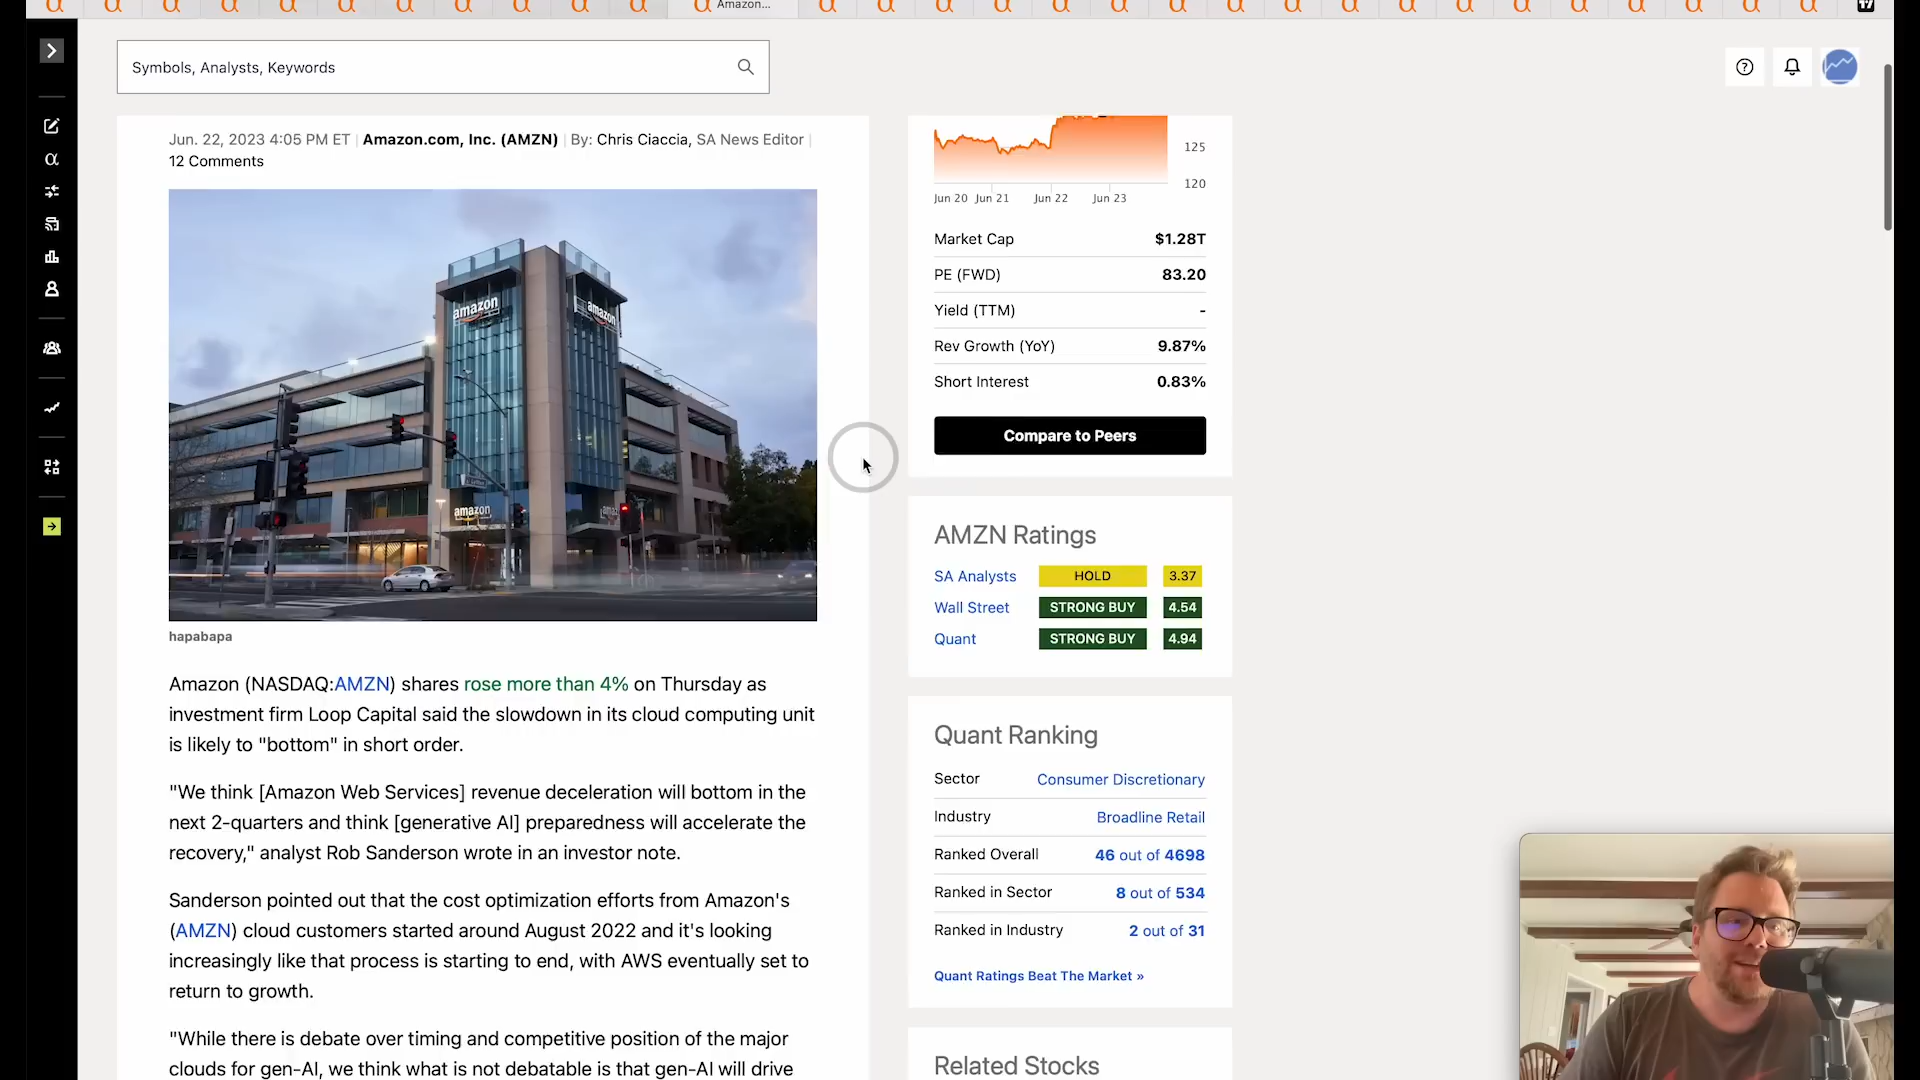 Amazon...
Symbols, Analysts, Keywords
Jun. 22, 2023 4:05 PM ET | Amazon.com, Inc. (AMZN) | By: Chris Ciaccia, SA News Editor |
12 Comments
amazon
amazon
amazon
hapabapa
Amazon (NASDAQ:AMZN) shares rose more than 4% on Thursday as
investment firm Loop Capital said the slowdown in its cloud computing unit
is likely to "bottom" in short order.
"We think [Amazon Web Services] revenue deceleration will bottom in the
next 2-quarters and think [generative AI] preparedness will accelerate the
recovery," analyst Rob Sanderson wrote in an investor note.
Sanderson pointed out that the cost optimization efforts from Amazon's
(AMZN) cloud customers started around August 2022 and it's looking
increasingly like that process is starting to end, with AWS eventually set to
return to growth.
"While there is debate over timing and competitive position of the major
clouds for gen-AI, we think what is not debatable is that gen-AI will drive
125
120
Jun 20 Jun 21 Jun 22 Jun 23
Market Cap $1.28T
PE (FWD) 83.20
Yield (TTM) -
Rev Growth (YoY) 9.87%
Short Interest 0.83%
Compare to Peers
AMZN Ratings
SA Analysts HOLD 3.37
Wall Street STRONG BUY 4.54
Quant STRONG BUY 4.94
Quant Ranking
Sector Consumer Discretionary
Industry Broadline Retail
Ranked Overall 46 out of 4698
Ranked in Sector 8 out of 534
Ranked in Industry 2 out of 31
Quant Ratings Beat The Market »
Related Stocks